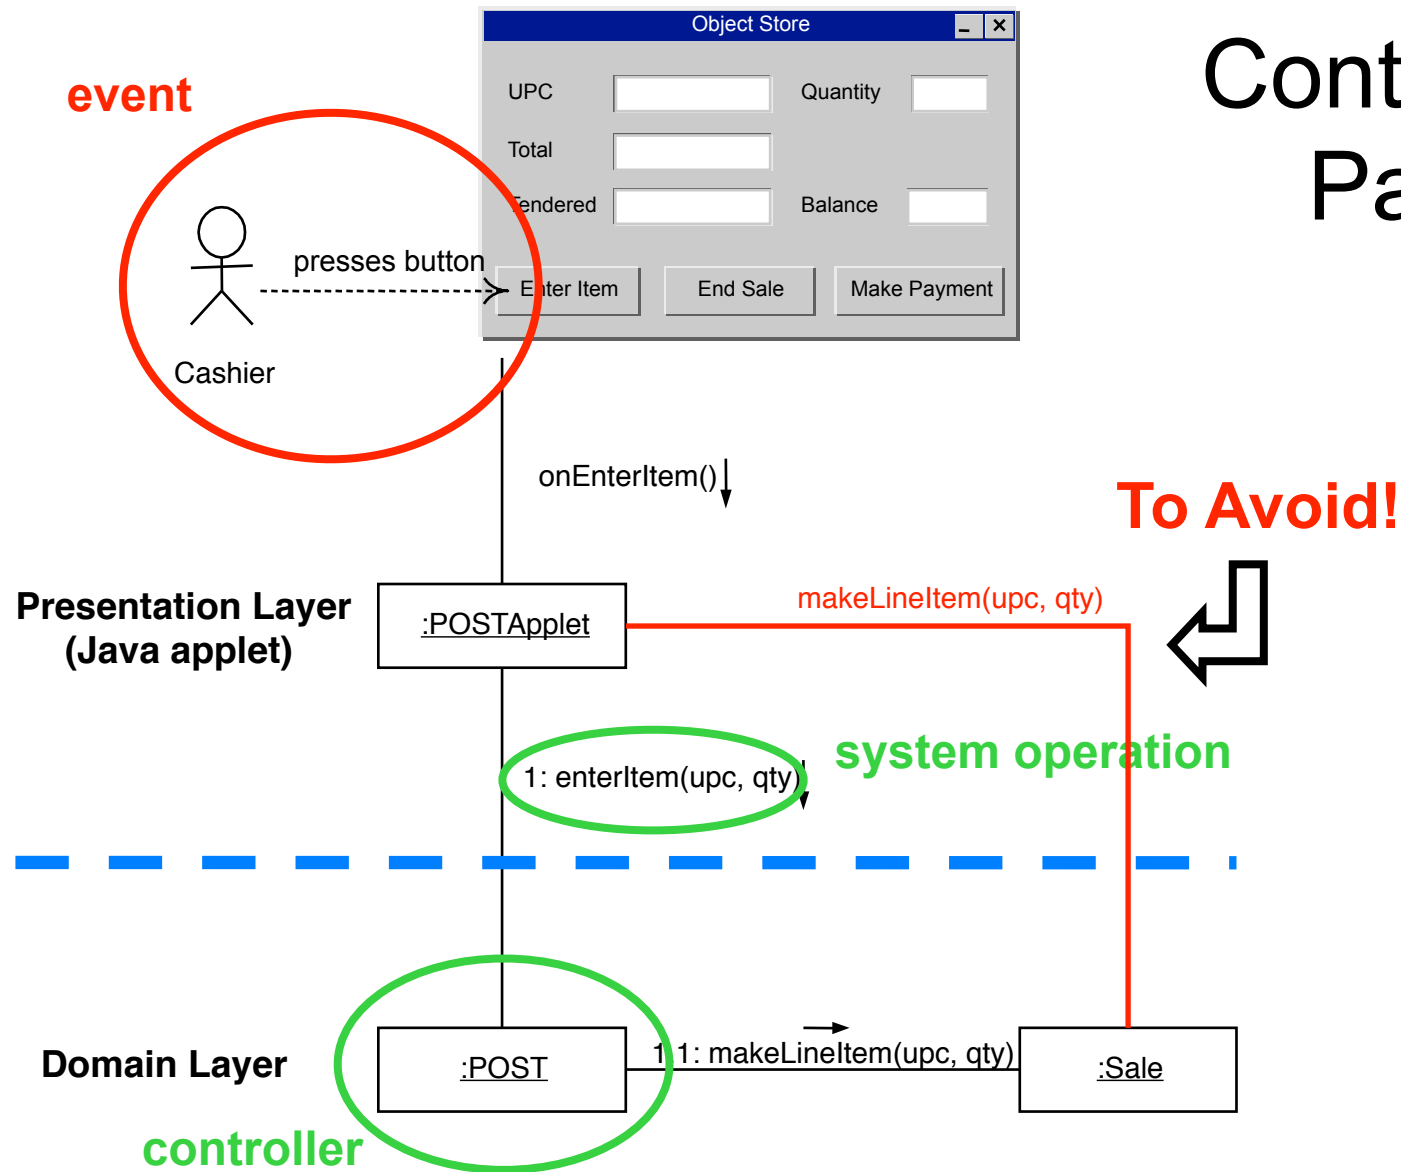 Object Store
Cont
Pa
event
UPC
Quantity
Total
Tendered
Balance
presses button
Enter Item
End Sale
Make Payment
Cashier
onEnterItem()
To Avoid!
Presentation Layer
(Java applet)
:POSTApplet
makeLineItem(upc, qty)
system operation
1: enterItem(upc, qty)
Domain Layer
:POST
1.1: makeLineItem(upc, qty)
:Sale
controller